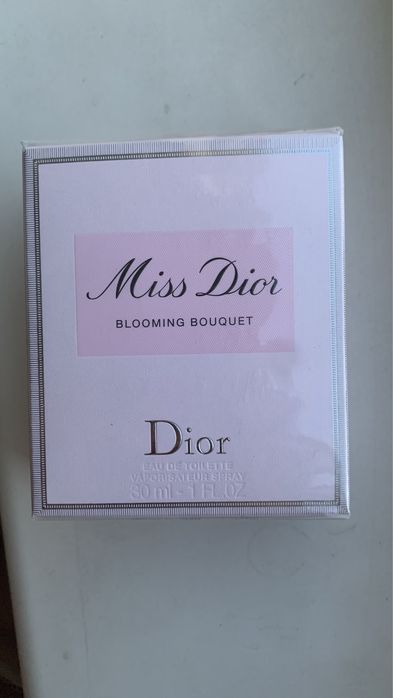 Miss Dior
BLOOMING BOUQUET
Dior
EAU DE TOILETTE
VAPORISATEUR SPRAY
30 ml - 1 FL.OZ